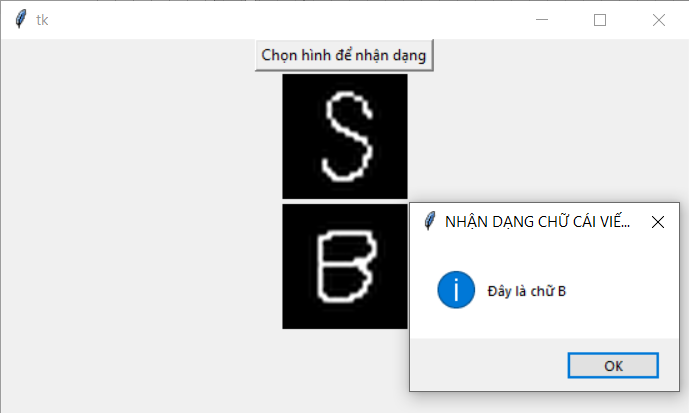 tk
Chọn hình để nhận dạng
S
B
NHẬN DẠNG CHỮ CÁI VIẾ...
Đây là chữ B
OK